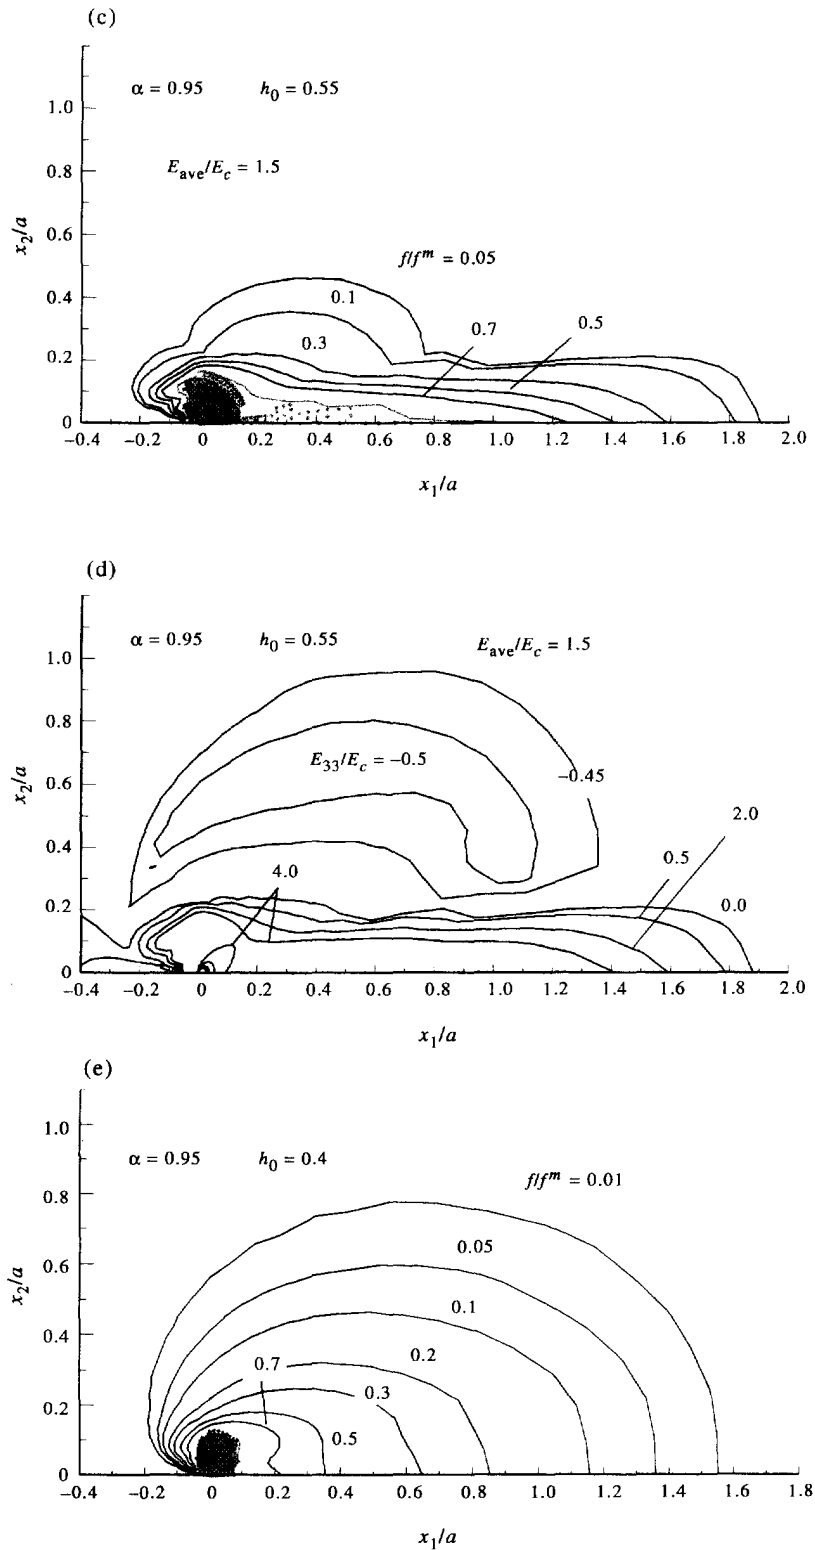 (c)
α = 0.95 h0 = 0.55
1.0
Eave/Ec = 1.5
0.8
x2/a
0.6
f/f^m = 0.05
0.4
0.1
0.7
0.5
0.3
0.2
0
−0.4 −0.2 0 0.2 0.4 0.6 0.8 1.0 1.2 1.4 1.6 1.8 2.0
x1/a
(d)
α = 0.95 h0 = 0.55 Eave/Ec = 1.5
1.0
0.8
x2/a
E33/Ec = −0.5
−0.45
0.6
2.0
0.4
4.0
0.5
0.2
0.0
0
−0.4 −0.2 0 0.2 0.4 0.6 0.8 1.0 1.2 1.4 1.6 1.8 2.0
x1/a
(e)
1.0
α = 0.95 h0 = 0.4
f/f^m = 0.01
0.8
0.05
0.6
x2/a
0.1
0.4
0.2
0.7
0.3
0.2
0.5
0
−0.4 −0.2 0 0.2 0.4 0.6 0.8 1.0 1.2 1.4 1.6 1.8
x1/a